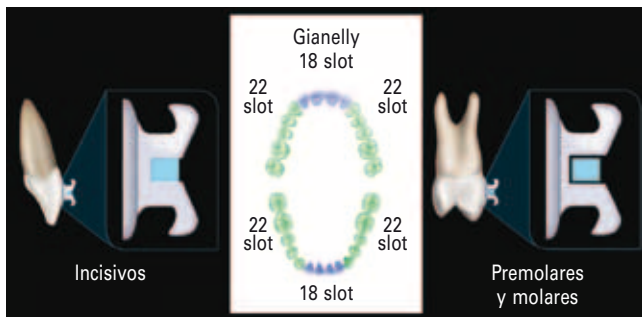 Gianelly
18 slot
22
slot
22
slot
22
slot
22
slot
18 slot
Incisivos
Premolares
y molares